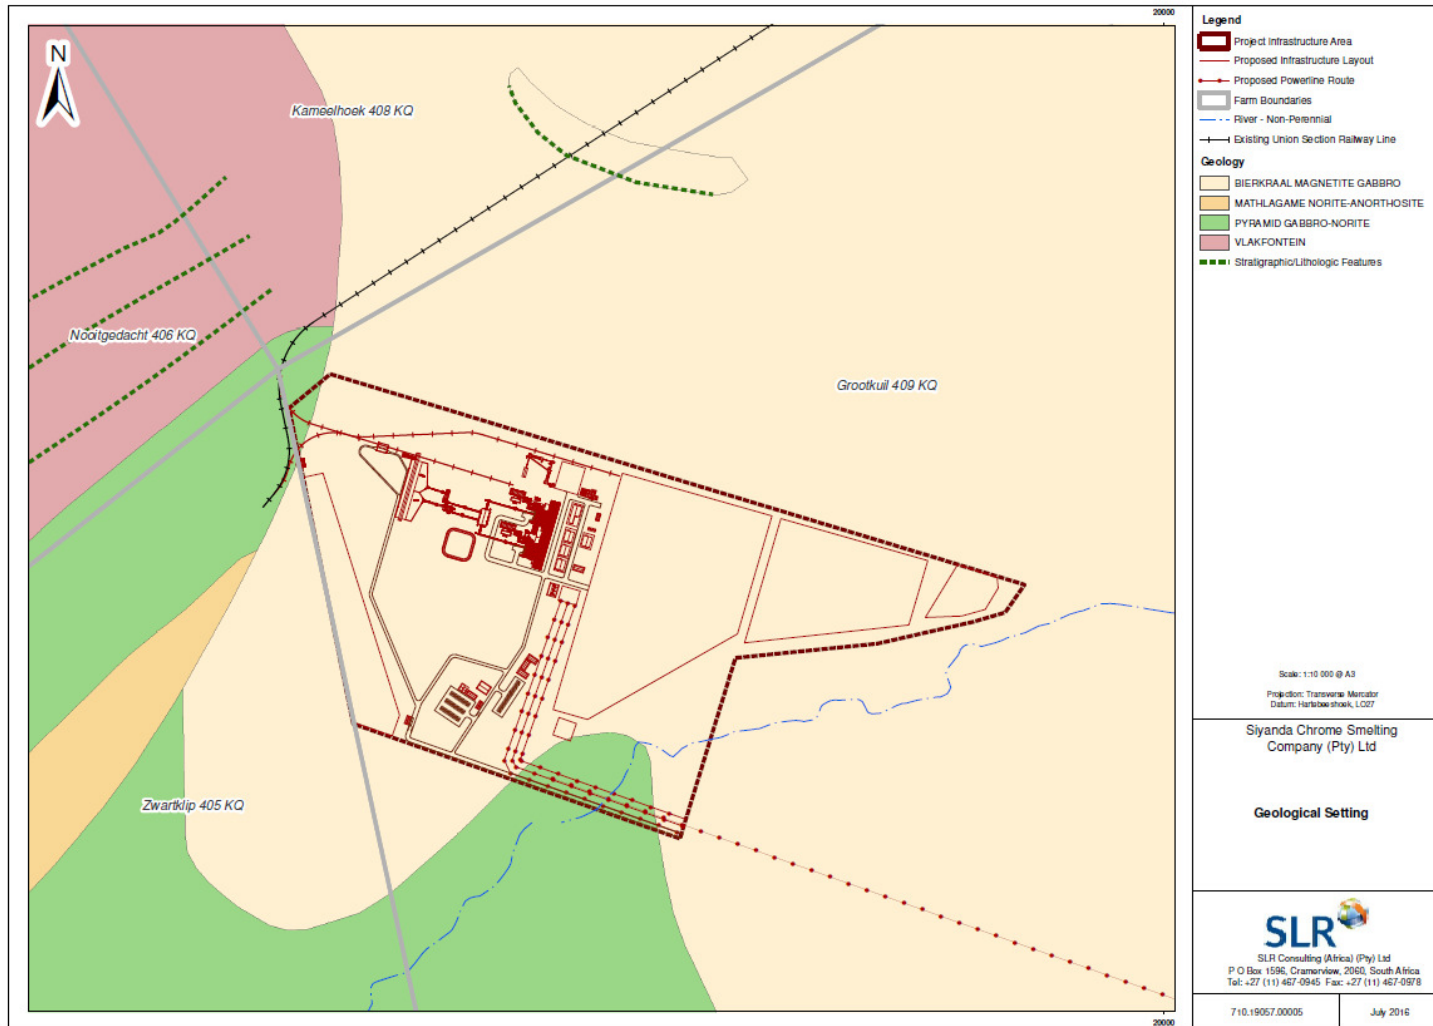 20000
N
Kameelhoek 408 KQ
Nooitgedacht 406 KQ
Grootkuil 409 KQ
Zwartklip 405 KQ
20000
Legend
Project Infrastructure Area
Proposed Infrastructure Layout
Proposed Powerline Route
Farm Boundaries
River - Non-Perennial
Existing Union Section Railway Line
Geology
BIERKRAAL MAGNETITE GABBRO
MATHLAGAME NORITE-ANORTHOSITE
PYRAMID GABBRO-NORITE
VLAKFONTEIN
Stratigraphic/Lithologic Features
Scale: 1:10 000 @ A3
Projection: Transverse Mercator
Datum: Hartebeeshoek, LO27
Siyanda Chrome Smelting
Company (Pty) Ltd
Geological Setting
SLR
SLR Consulting (Africa) (Pty) Ltd
P O Box 1596, Cramerview, 2060, South Africa
Tel: +27 (11) 467-0945 Fax: +27 (11) 467-0978
710.19057.00005
July 2016